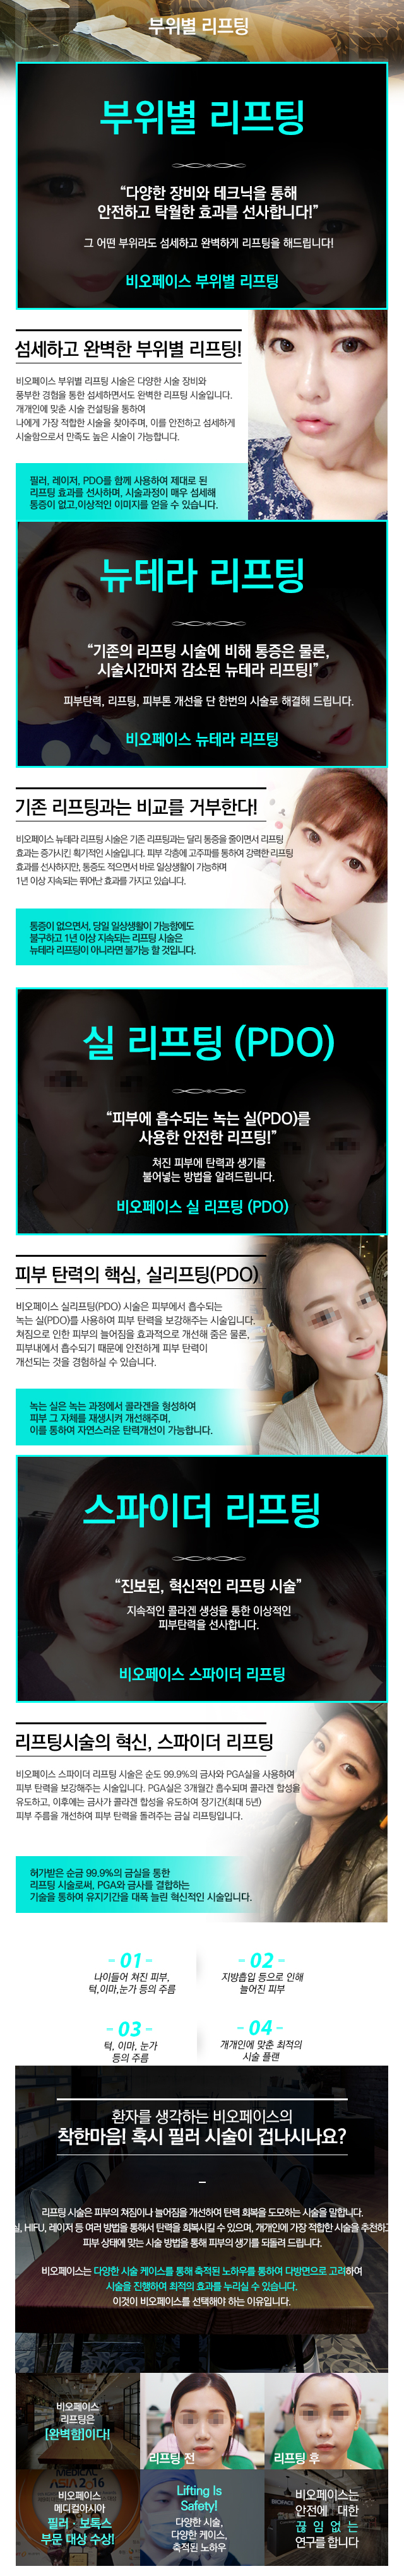 부위별 리프팅
부위별 리프팅
“다양한 장비와 테크닉을 통해
안전하고 탁월한 효과를 선사합니다!”
그 어떤 부위라도 섬세하고 완벽하게 리프팅을 해드립니다!
비오페이스 부위별 리프팅
섬세하고 완벽한 부위별 리프팅!
비오페이스 부위별 리프팅 시술은 다양한 시술 장비와
풍부한 경험을 통한 섬세하면서도 완벽한 리프팅 시술입니다.
개개인에 맞춘 시술 컨설팅을 통하여
나에게 가장 적합한 시술을 찾아주며, 이를 안전하고 섬세하게
시술함으로서 만족도 높은 시술이 가능합니다.
필러, 레이저, PDO를 함께 사용하여 제대로 된
리프팅 효과를 선사하며, 시술과정이 매우 섬세해
통증이 없고,이상적인 이미지를 얻을 수 있습니다.
뉴테라 리프팅
“기존의 리프팅 시술에 비해 통증은 물론,
시술시간마저 감소된 뉴테라 리프팅!”
피부탄력, 리프팅, 피부톤 개선을 단 한번의 시술로 해결해 드립니다.
비오페이스 뉴테라 리프팅
기존 리프팅과는 비교를 거부한다!
비오페이스 뉴테라 리프팅 시술은 기존 리프팅과는 달리 통증을 줄이면서 리프팅
효과는 증가시킨 획기적인 시술입니다. 피부 각층에 고주파를 통하여 강력한 리프팅
효과를 선사하지만, 통증도 적으면서 바로 일상생활이 가능하며
1년 이상 지속되는 뛰어난 효과를 가지고 있습니다.
통증이 없으면서, 당일 일상생활이 가능함에도
불구하고 1년 이상 지속되는 리프팅 시술은
뉴테라 리프팅이 아니라면 불가능 할 것입니다.
실 리프팅 (PDO)
“피부에 흡수되는 녹는 실(PDO)를
사용한 안전한 리프팅!”
쳐진 피부에 탄력과 생기를
불어넣는 방법을 알려드립니다.
비오페이스 실 리프팅 (PDO)
피부 탄력의 핵심, 실리프팅(PDO)
비오페이스 실리프팅(PDO) 시술은 피부에서 흡수되는
녹는 실(PDO)를 사용하여 피부 탄력을 보강해주는 시술입니다.
쳐짐으로 인한 피부의 늘어짐을 효과적으로 개선해 줌은 물론,
피부내에서 흡수되기 때문에 안전하게 피부 탄력이
개선되는 것을 경험하실 수 있습니다.
녹는 실은 녹는 과정에서 콜라겐을 형성하여
피부 그 자체를 재생시켜 개선해주며,
이를 통하여 자연스러운 탄력개선이 가능합니다.
스파이더 리프팅
“진보된, 혁신적인 리프팅 시술”
지속적인 콜라겐 생성을 통한 이상적인
피부탄력을 선사합니다.
비오페이스 스파이더 리프팅
리프팅시술의 혁신, 스파이더 리프팅
비오페이스 스파이더 리프팅 시술은 순도 99.9%의 금사와 PGA실을 사용하여
피부 탄력을 보강해주는 시술입니다. PGA실은 3개월간 흡수되며 콜라겐 합성을
유도하고, 이후에는 금사가 콜라겐 합성을 유도하여 장기간(최대 5년)
피부 주름을 개선하여 피부 탄력을 돌려주는 금실 리프팅입니다.
허가받은 순금 99.9%의 금실을 통한
리프팅 시술로써, PGA와 금사를 결합하는
기술을 통하여 유지기간을 대폭 늘린 혁신적인 시술입니다.
- 01 -
나이들어 쳐진 피부,
턱,이마,눈가 등의 주름
- 02 -
지방흡입 등으로 인해
늘어진 피부
- 03 -
턱, 이마, 눈가
등의 주름
- 04 -
개개인에 맞춘 최적의
시술 플랜
환자를 생각하는 비오페이스의
착한마음! 혹시 필러 시술이 겁나시나요?
리프팅 시술은 피부의 쳐짐이나 늘어짐을 개선하여 탄력 회복을 도모하는 시술을 말합니다.
실, HIFU, 레이저 등 여러 방법을 통해서 탄력을 회복시킬 수 있으며, 개개인에 가장 적합한 시술을 추천하고
피부 상태에 맞는 시술 방법을 통해 피부의 생기를 되돌려 드립니다.
비오페이스는 다양한 시술 케이스를 통해 축적된 노하우를 통하여 다방면으로 고려하여
시술을 진행하여 최적의 효과를 누리실 수 있습니다.
이것이 비오페이스를 선택해야 하는 이유입니다.
비오페이스
리프팅은
[완벽함]이다!
리프팅 전
리프팅 후
MEDICAL
ASIA 2016
비오페이스
메디컬아시아
필러 · 보톡스
부문 대상 수상!
Lifting Is
Safety!
다양한 시술,
다양한 케이스,
축적된 노하우
비오페이스는
안전에 대한
끊임없는
연구를 합니다